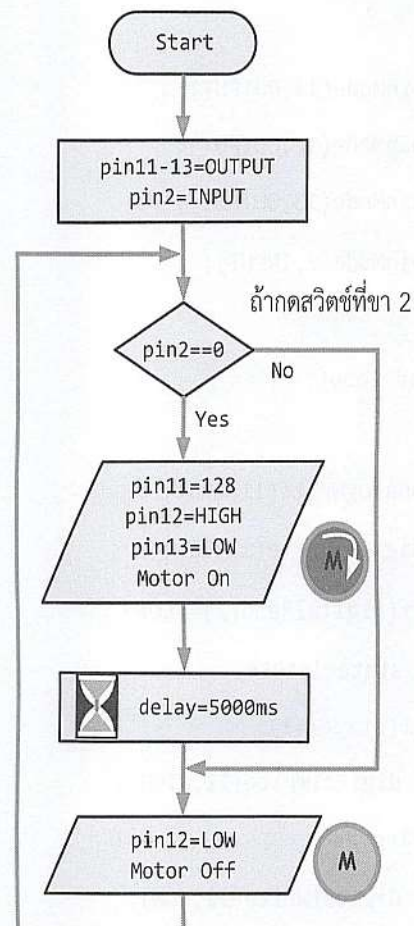 Start
pin11-13=OUTPUT
pin2=INPUT
ถ้ากดสวิตซ์ที่ขา 2
pin2==0
No
Yes
pin11=128
pin12=HIGH
pin13=LOW
Motor On
M
delay=5000ms
pin12=LOW
Motor Off
M